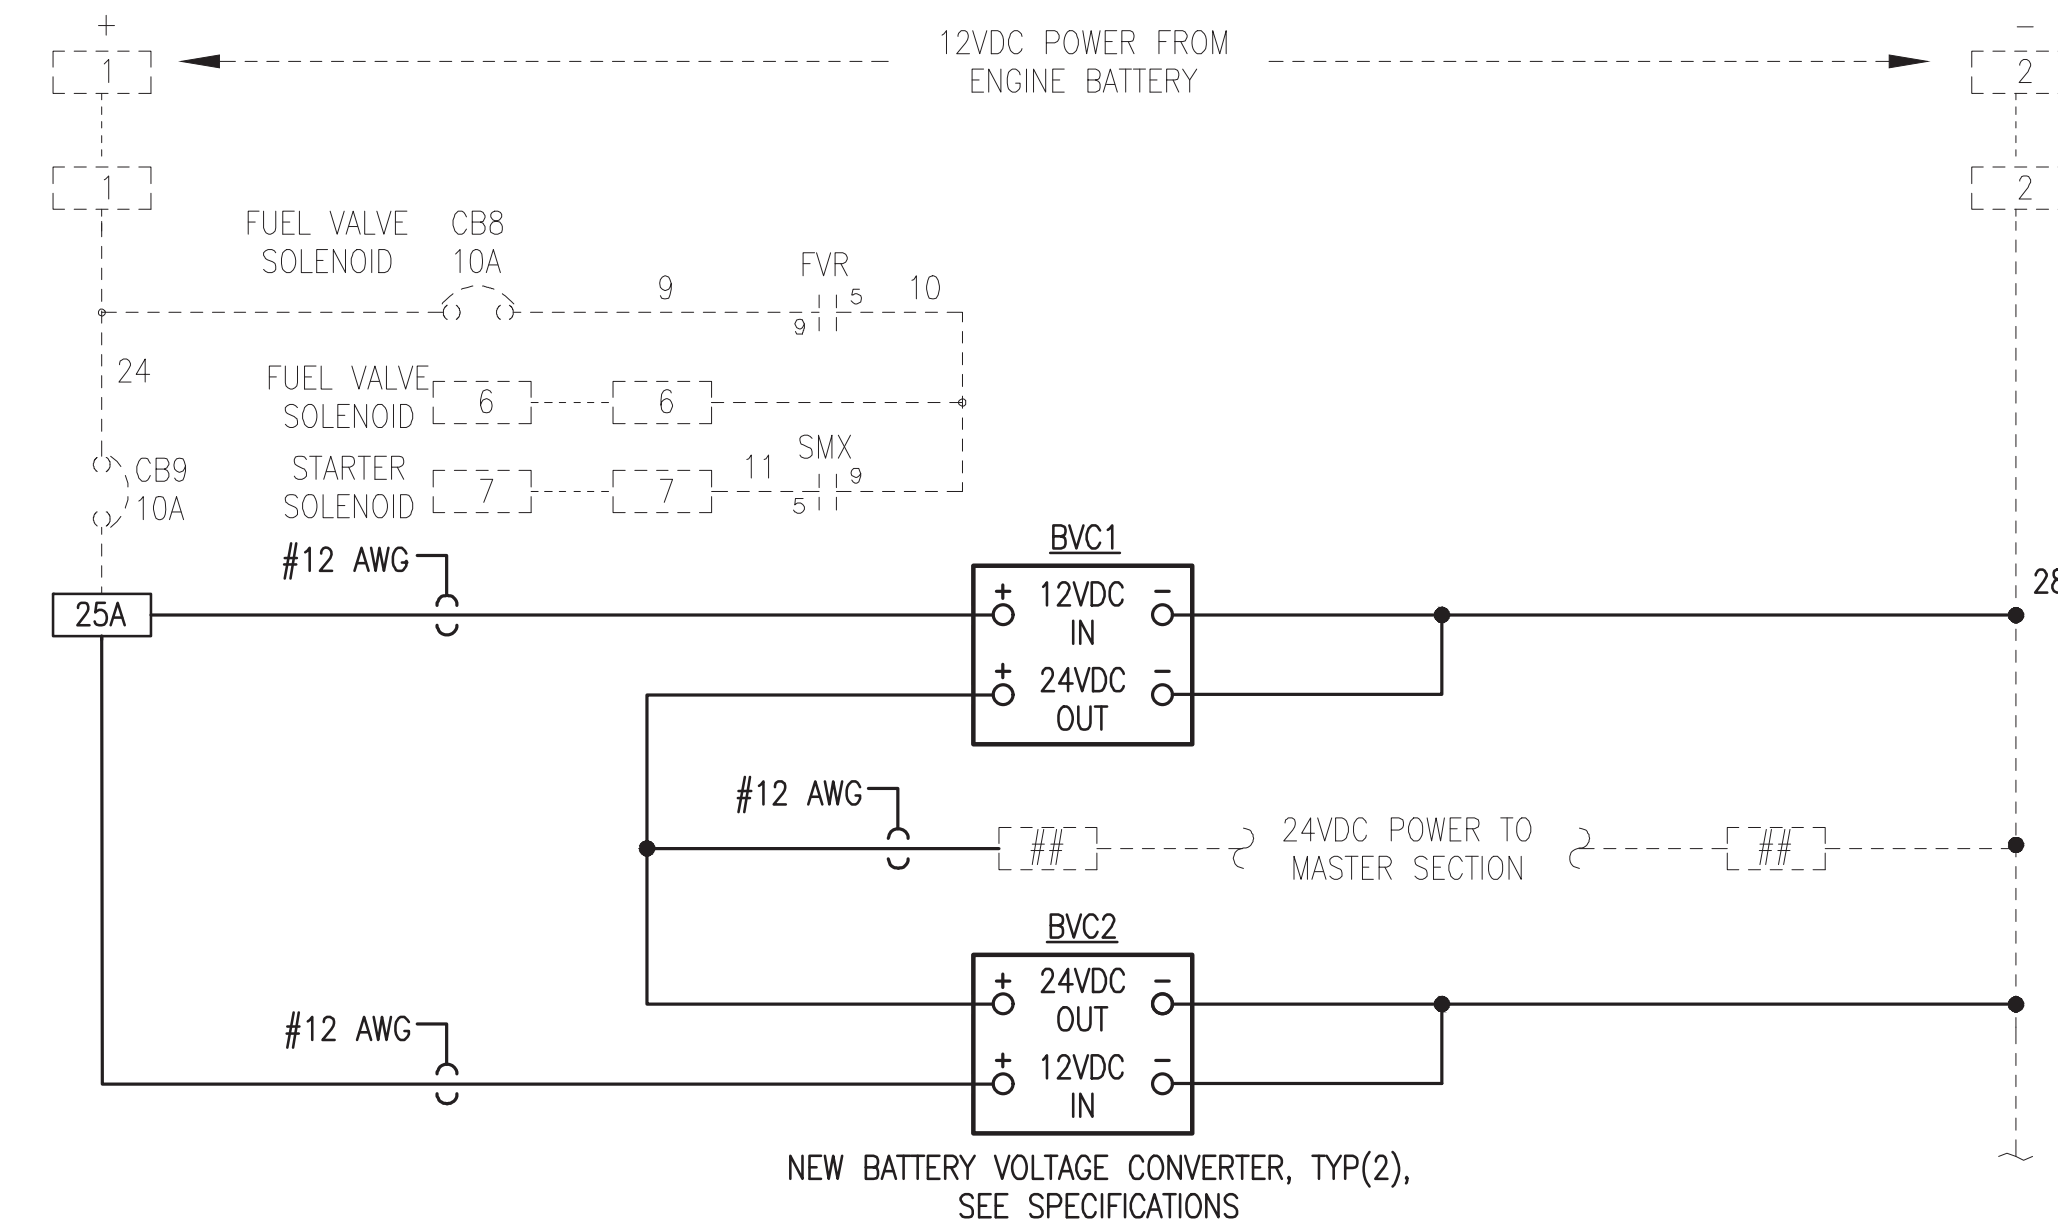 +
−
12VDC POWER FROM
ENGINE BATTERY
1
2
1
2
FUEL VALVE
SOLENOID
CB8
10A
9
FVR
5
9
10
24
FUEL VALVE
SOLENOID
6
6
STARTER
SOLENOID
7
7
11
SMX
9
5
CB9
10A
#12 AWG
25A
BVC1
+ 12VDC −
IN
+ 24VDC −
OUT
28
#12 AWG
##
24VDC POWER TO
MASTER SECTION
##
BVC2
+ 24VDC −
OUT
+ 12VDC −
IN
#12 AWG
NEW BATTERY VOLTAGE CONVERTER, TYP(2),
SEE SPECIFICATIONS